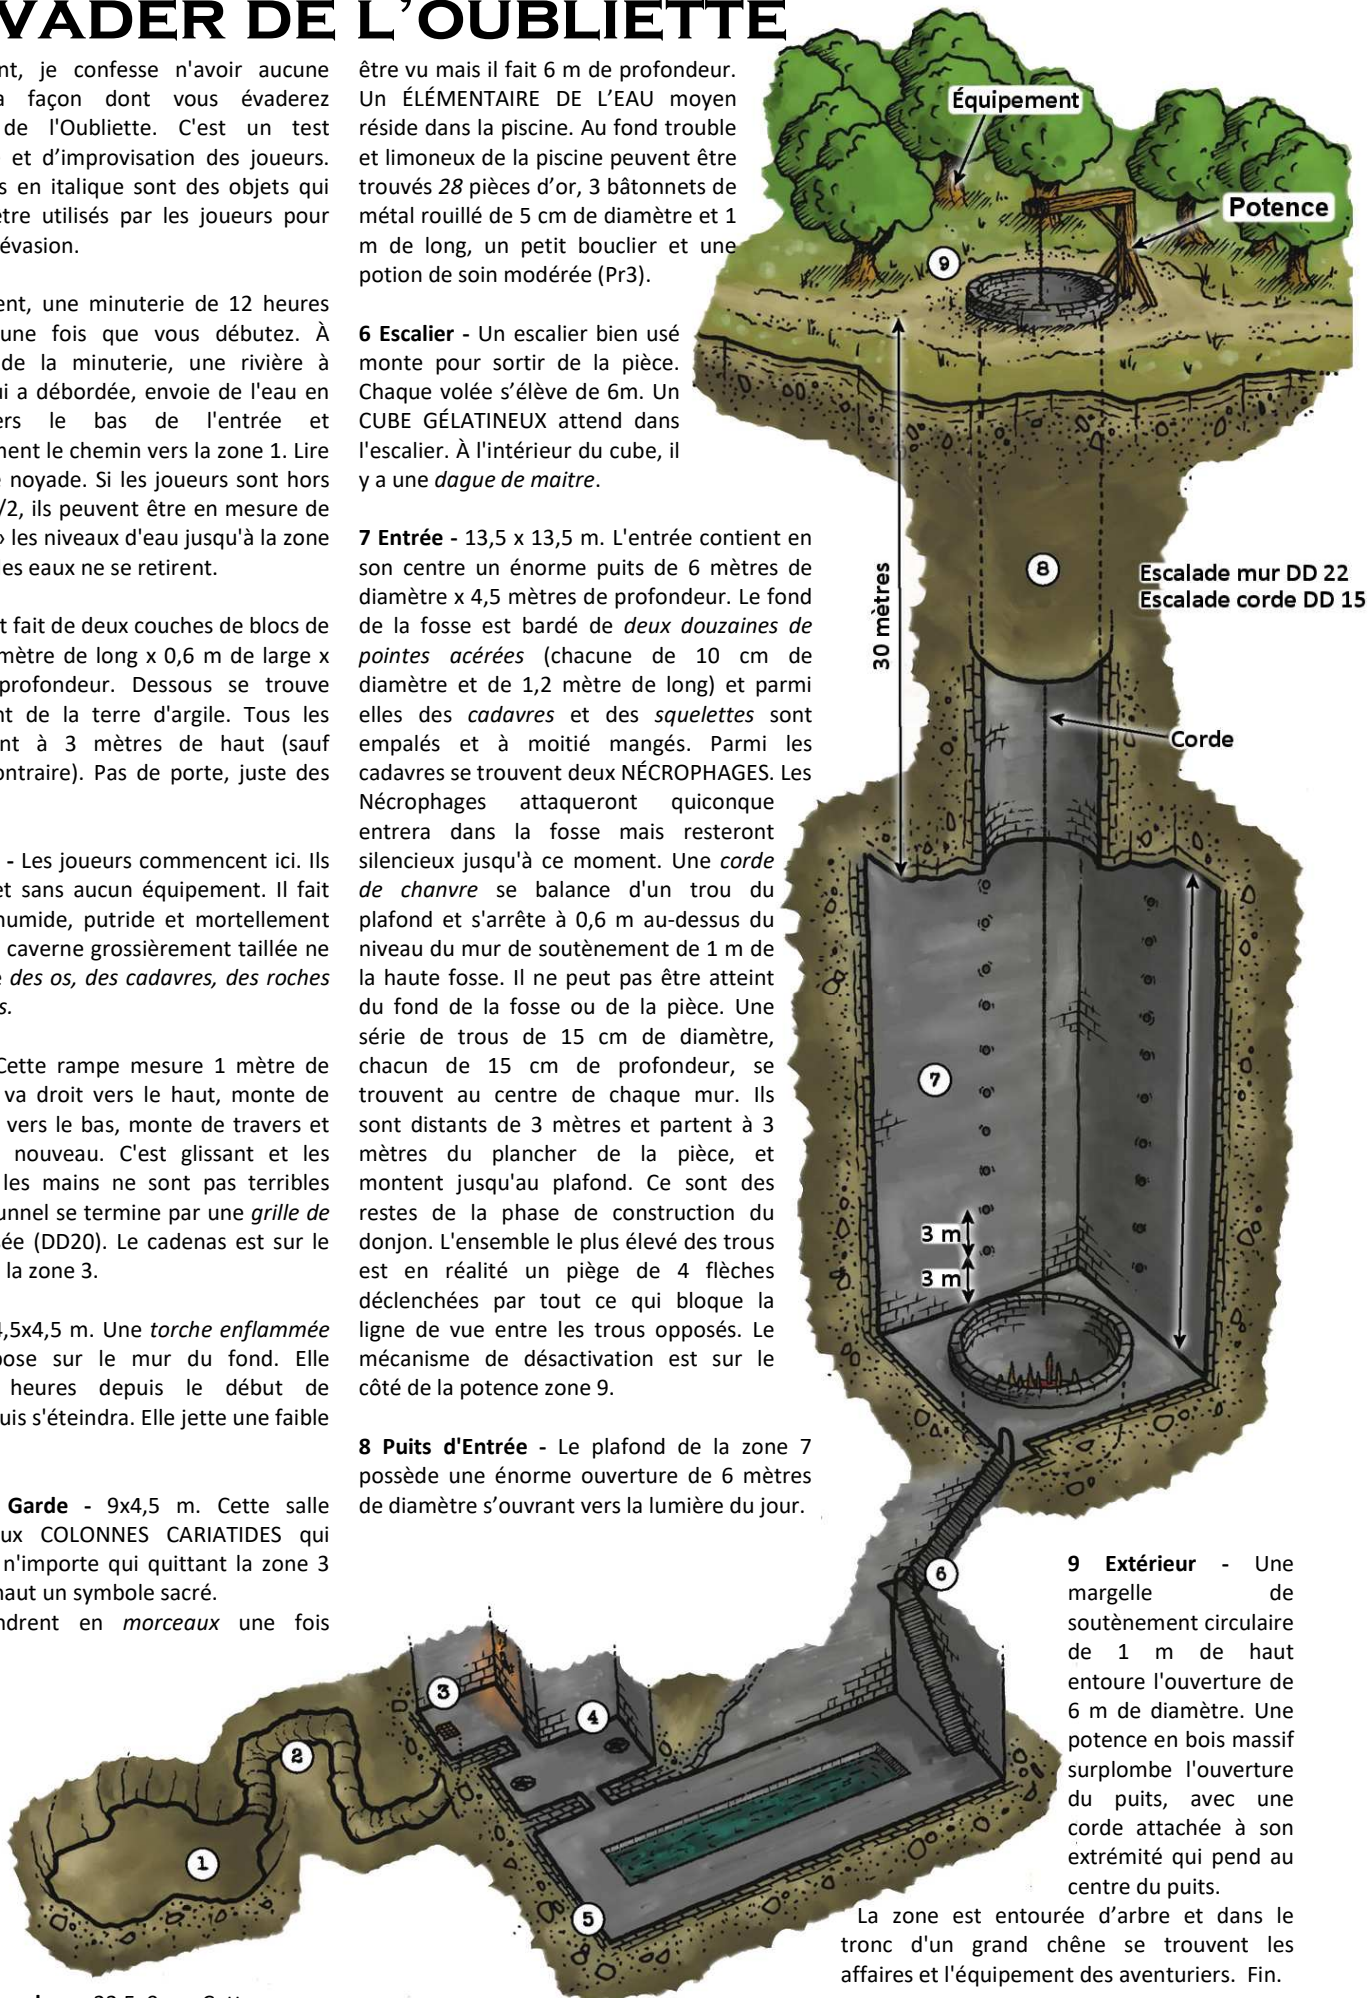 VADER DE L'OUBLIETTE
nt, je confesse n'avoir aucune
a façon dont vous évaderez
de l'Oubliette. C'est un test
et d'improvisation des joueurs.
s en italique sont des objets qui
être utilisés par les joueurs pour
évasion.
ent, une minuterie de 12 heures
une fois que vous débutez. À
de la minuterie, une rivière à
ui a débordée, envoie de l'eau en
ers le bas de l'entrée et
ment le chemin vers la zone 1. Lire
e noyade. Si les joueurs sont hors
/2, ils peuvent être en mesure de
» les niveaux d'eau jusqu'à la zone
les eaux ne se retirent.
t fait de deux couches de blocs de
mètre de long x 0,6 m de large x
profondeur. Dessous se trouve
nt de la terre d'argile. Tous les
nt à 3 mètres de haut (sauf
ontraire). Pas de porte, juste des
- Les joueurs commencent ici. Ils
et sans aucun équipement. Il fait
humide, putride et mortellement
caverne grossièrement taillée ne
e des os, des cadavres, des roches
s.
Cette rampe mesure 1 mètre de
va droit vers le haut, monte de
vers le bas, monte de travers et
nouveau. C'est glissant et les
les mains ne sont pas terribles
unnel se termine par une grille de
sée (DD20). Le cadenas est sur le
la zone 3.
4,5x4,5 m. Une torche enflammée
pose sur le mur du fond. Elle
heures depuis le début de
uis s'éteindra. Elle jette une faible
Garde - 9x4,5 m. Cette salle
ux COLONNES CARIATIDES qui
n'importe qui quittant la zone 3
haut un symbole sacré.
ndrent en morceaux une fois
être vu mais il fait 6 m de profondeur.
Un ÉLÉMENTAIRE DE L'EAU moyen
réside dans la piscine. Au fond trouble
et limoneux de la piscine peuvent être
trouvés 28 pièces d'or, 3 bâtonnets de
métal rouillé de 5 cm de diamètre et 1
m de long, un petit bouclier et une
potion de soin modérée (Pr3).
6 Escalier - Un escalier bien usé
monte pour sortir de la pièce.
Chaque volée s'élève de 6m. Un
CUBE GÉLATINEUX attend dans
l'escalier. À l'intérieur du cube, il
y a une dague de maitre.
7 Entrée - 13,5 x 13,5 m. L'entrée contient en
son centre un énorme puits de 6 mètres de
diamètre x 4,5 mètres de profondeur. Le fond
de la fosse est bardé de deux douzaines de
pointes acérées (chacune de 10 cm de
diamètre et de 1,2 mètre de long) et parmi
elles des cadavres et des squelettes sont
empalés et à moitié mangés. Parmi les
cadavres se trouvent deux NÉCROPHAGES. Les
Nécrophages attaqueront quiconque
entrera dans la fosse mais resteront
silencieux jusqu'à ce moment. Une corde
de chanvre se balance d'un trou du
plafond et s'arrête à 0,6 m au-dessus du
niveau du mur de soutènement de 1 m de
la haute fosse. Il ne peut pas être atteint
du fond de la fosse ou de la pièce. Une
série de trous de 15 cm de diamètre,
chacun de 15 cm de profondeur, se
trouvent au centre de chaque mur. Ils
sont distants de 3 mètres et partent à 3
mètres du plancher de la pièce, et
montent jusqu'au plafond. Ce sont des
restes de la phase de construction du
donjon. L'ensemble le plus élevé des trous
est en réalité un piège de 4 flèches
déclenchées par tout ce qui bloque la
ligne de vue entre les trous opposés. Le
mécanisme de désactivation est sur le
côté de la potence zone 9.
8 Puits d'Entrée - Le plafond de la zone 7
possède une énorme ouverture de 6 mètres
de diamètre s'ouvrant vers la lumière du jour.
Équipement
Potence
9
8
Escalade mur DD 22
Escalade corde DD 15
30 mètres
Corde
7
3 m
3 m
6
3
4
2
1
5
9 Extérieur - Une
margelle de
soutènement circulaire
de 1 m de haut
entoure l'ouverture de
6 m de diamètre. Une
potence en bois massif
surplombe l'ouverture
du puits, avec une
corde attachée à son
extrémité qui pend au
centre du puits.
La zone est entourée d'arbre et dans le
tronc d'un grand chêne se trouvent les
affaires et l'équipement des aventuriers. Fin.